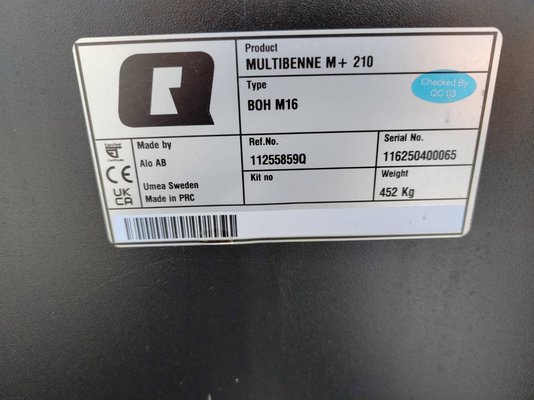 Product
MULTIBENNE M+ 210
Type
BOH M16
Checked By
QC 03
Made by
Alo AB
Umea Sweden
Made in PRC
CE
UK
CA
Ref.No.
11255859Q
Serial No.
116250400065
Kit no
Weight
452 Kg